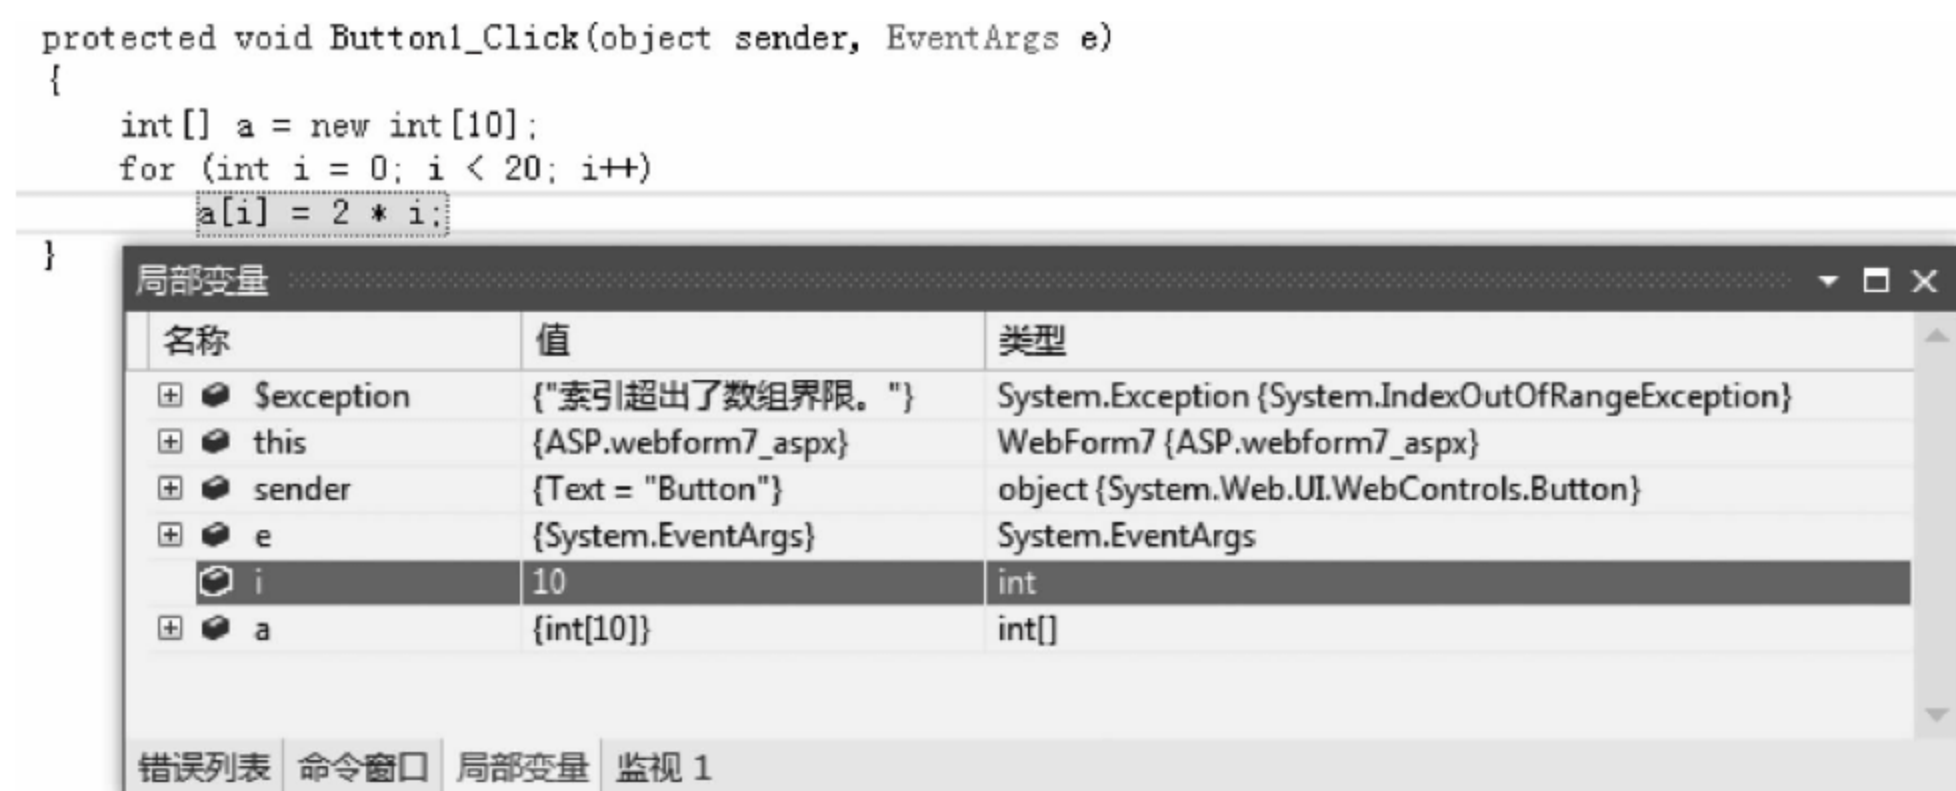 protected void Button1_Click(object sender, EventArgs e)
{
int[] a = new int[10];
for (int i = 0; i < 20; i++)
a[i] = 2 * i;
}
局部变量
名称 值 类型
$exception {"索引超出了数组界限。"} System.Exception {System.IndexOutOfRangeException}
this {ASP.webform7_aspx} WebForm7 {ASP.webform7_aspx}
sender {Text = "Button"} object {System.Web.UI.WebControls.Button}
e {System.EventArgs} System.EventArgs
i 10 int
a {int[10]} int[]
错误列表 命令窗口 局部变量 监视 1